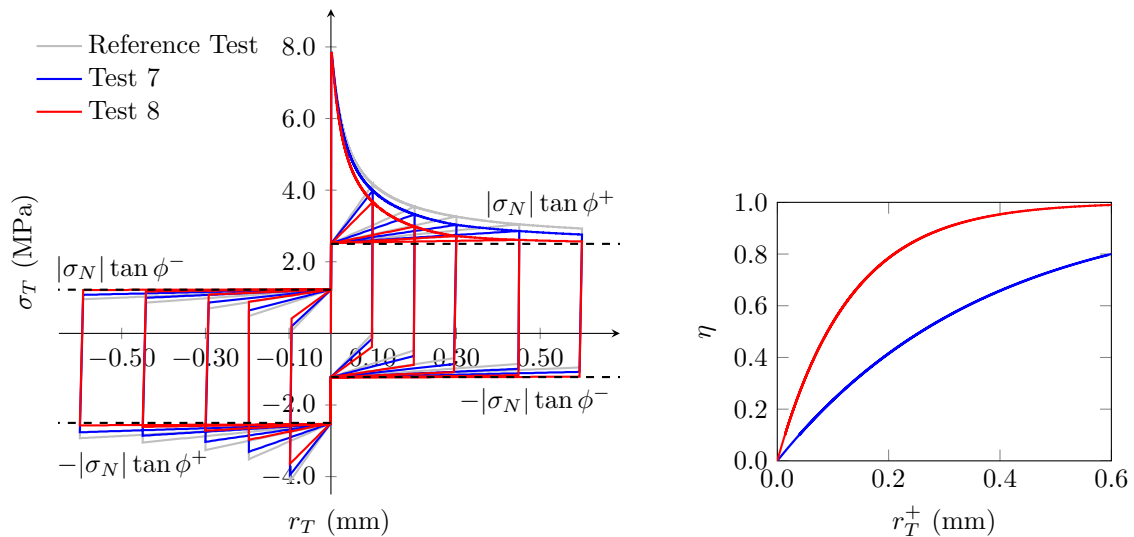 Reference Test
Test 7
Test 8
8.0
6.0
4.0
2.0
−2.0
−4.0
−0.50
−0.30
−0.10
0.10
0.30
0.50
|σ_N| tan ϕ⁺
|σ_N| tan ϕ⁻
−|σ_N| tan ϕ⁻
−|σ_N| tan ϕ⁺
σ_T (MPa)
r_T (mm)
1.0
0.8
0.6
0.4
0.2
0.0
0.0
0.2
0.4
0.6
η
r_T⁺ (mm)